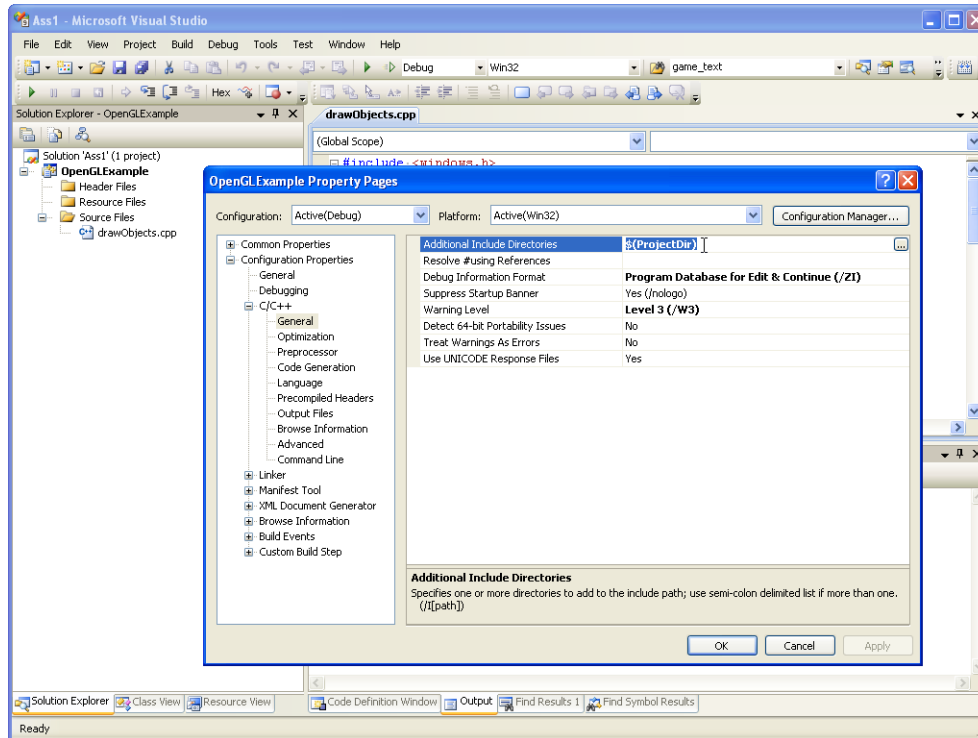 Ass1 - Microsoft Visual Studio
File Edit View Project Build Debug Tools Test Window Help
Debug Win32 game_text
Hex
Solution Explorer - OpenGLExample
drawObjects.cpp
(Global Scope)
Solution 'Ass1' (1 project)
#include <windows.h>
OpenGLExample
Header Files
Resource Files
Source Files
drawObjects.cpp
OpenGLExample Property Pages
Configuration: Active(Debug) Platform: Active(Win32) Configuration Manager...
Common Properties
Configuration Properties
General
Debugging
C/C++
General
Optimization
Preprocessor
Code Generation
Language
Precompiled Headers
Output Files
Browse Information
Advanced
Command Line
Linker
Manifest Tool
XML Document Generator
Browse Information
Build Events
Custom Build Step
Additional Include Directories $(ProjectDir) ...
Resolve #using References
Debug Information Format Program Database for Edit & Continue (/ZI)
Suppress Startup Banner Yes (/nologo)
Warning Level Level 3 (/W3)
Detect 64-bit Portability Issues No
Treat Warnings As Errors No
Use UNICODE Response Files Yes
Additional Include Directories
Specifies one or more directories to add to the include path; use semi-colon delimited list if more than one.
(/I[path])
OK Cancel Apply
Solution Explorer Class View Resource View
Code Definition Window Output Find Results 1 Find Symbol Results
Ready